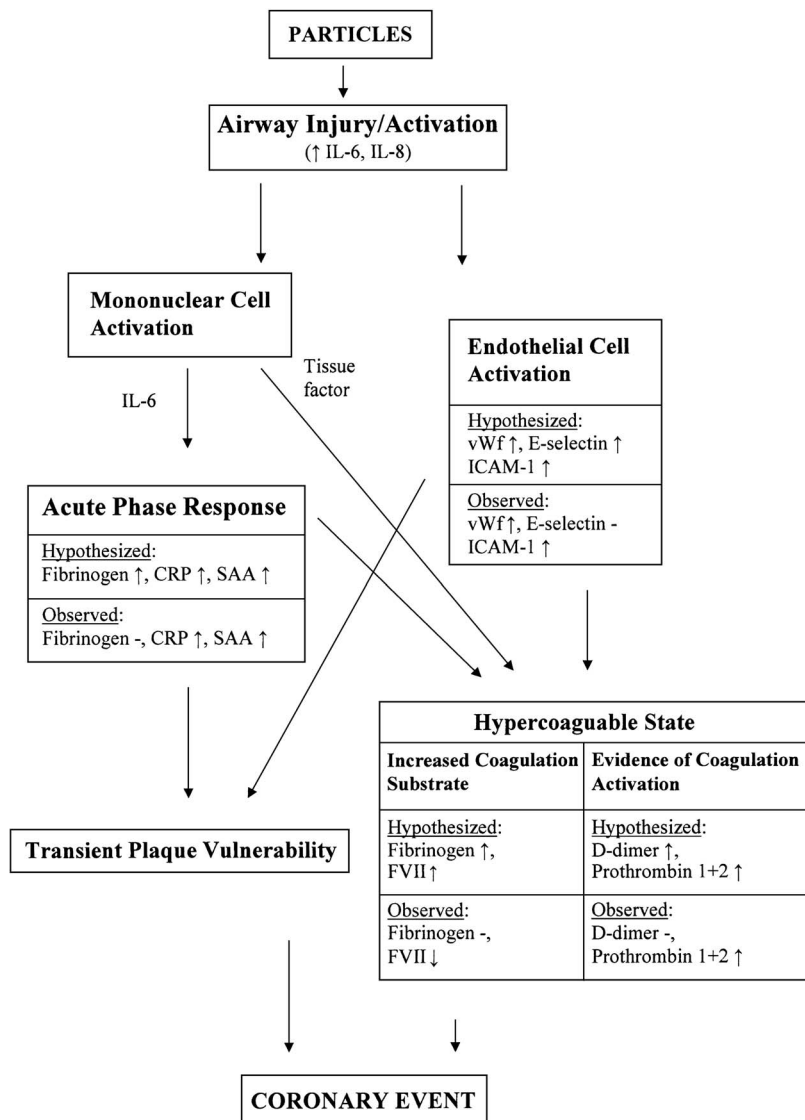 PARTICLES
Airway Injury/Activation
(↑ IL-6, IL-8)
Mononuclear Cell
Activation
Tissue
factor
IL-6
Endothelial Cell
Activation
Hypothesized:
vWf ↑, E-selectin ↑
ICAM-1 ↑
Observed:
vWf ↑, E-selectin -
ICAM-1 ↑
Acute Phase Response
Hypothesized:
Fibrinogen ↑, CRP ↑, SAA ↑
Observed:
Fibrinogen -, CRP ↑, SAA ↑
Hypercoaguable State
Increased Coagulation
Substrate
Hypothesized:
Fibrinogen ↑,
FVII ↑
Observed:
Fibrinogen -,
FVII ↓
Evidence of Coagulation
Activation
Hypothesized:
D-dimer ↑,
Prothrombin 1+2 ↑
Observed:
D-dimer -,
Prothrombin 1+2 ↑
Transient Plaque Vulnerability
CORONARY EVENT